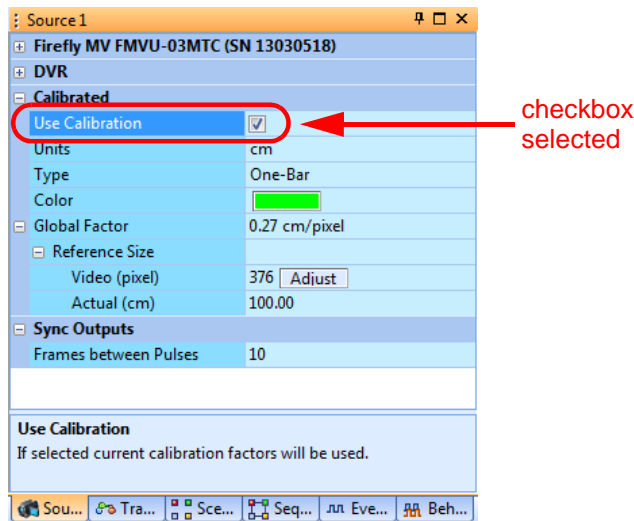 Source1
Firefly MV FMVU-03MTC (SN 13030518)
DVR
Calibrated
Use Calibration
checkbox
selected
Units cm
Type One-Bar
Color
Global Factor 0.27 cm/pixel
Reference Size
Video (pixel) 376 Adjust
Actual (cm) 100.00
Sync Outputs
Frames between Pulses 10
Use Calibration
If selected current calibration factors will be used.
Sou... Tra... Sce... Seq... Eve... Beh...